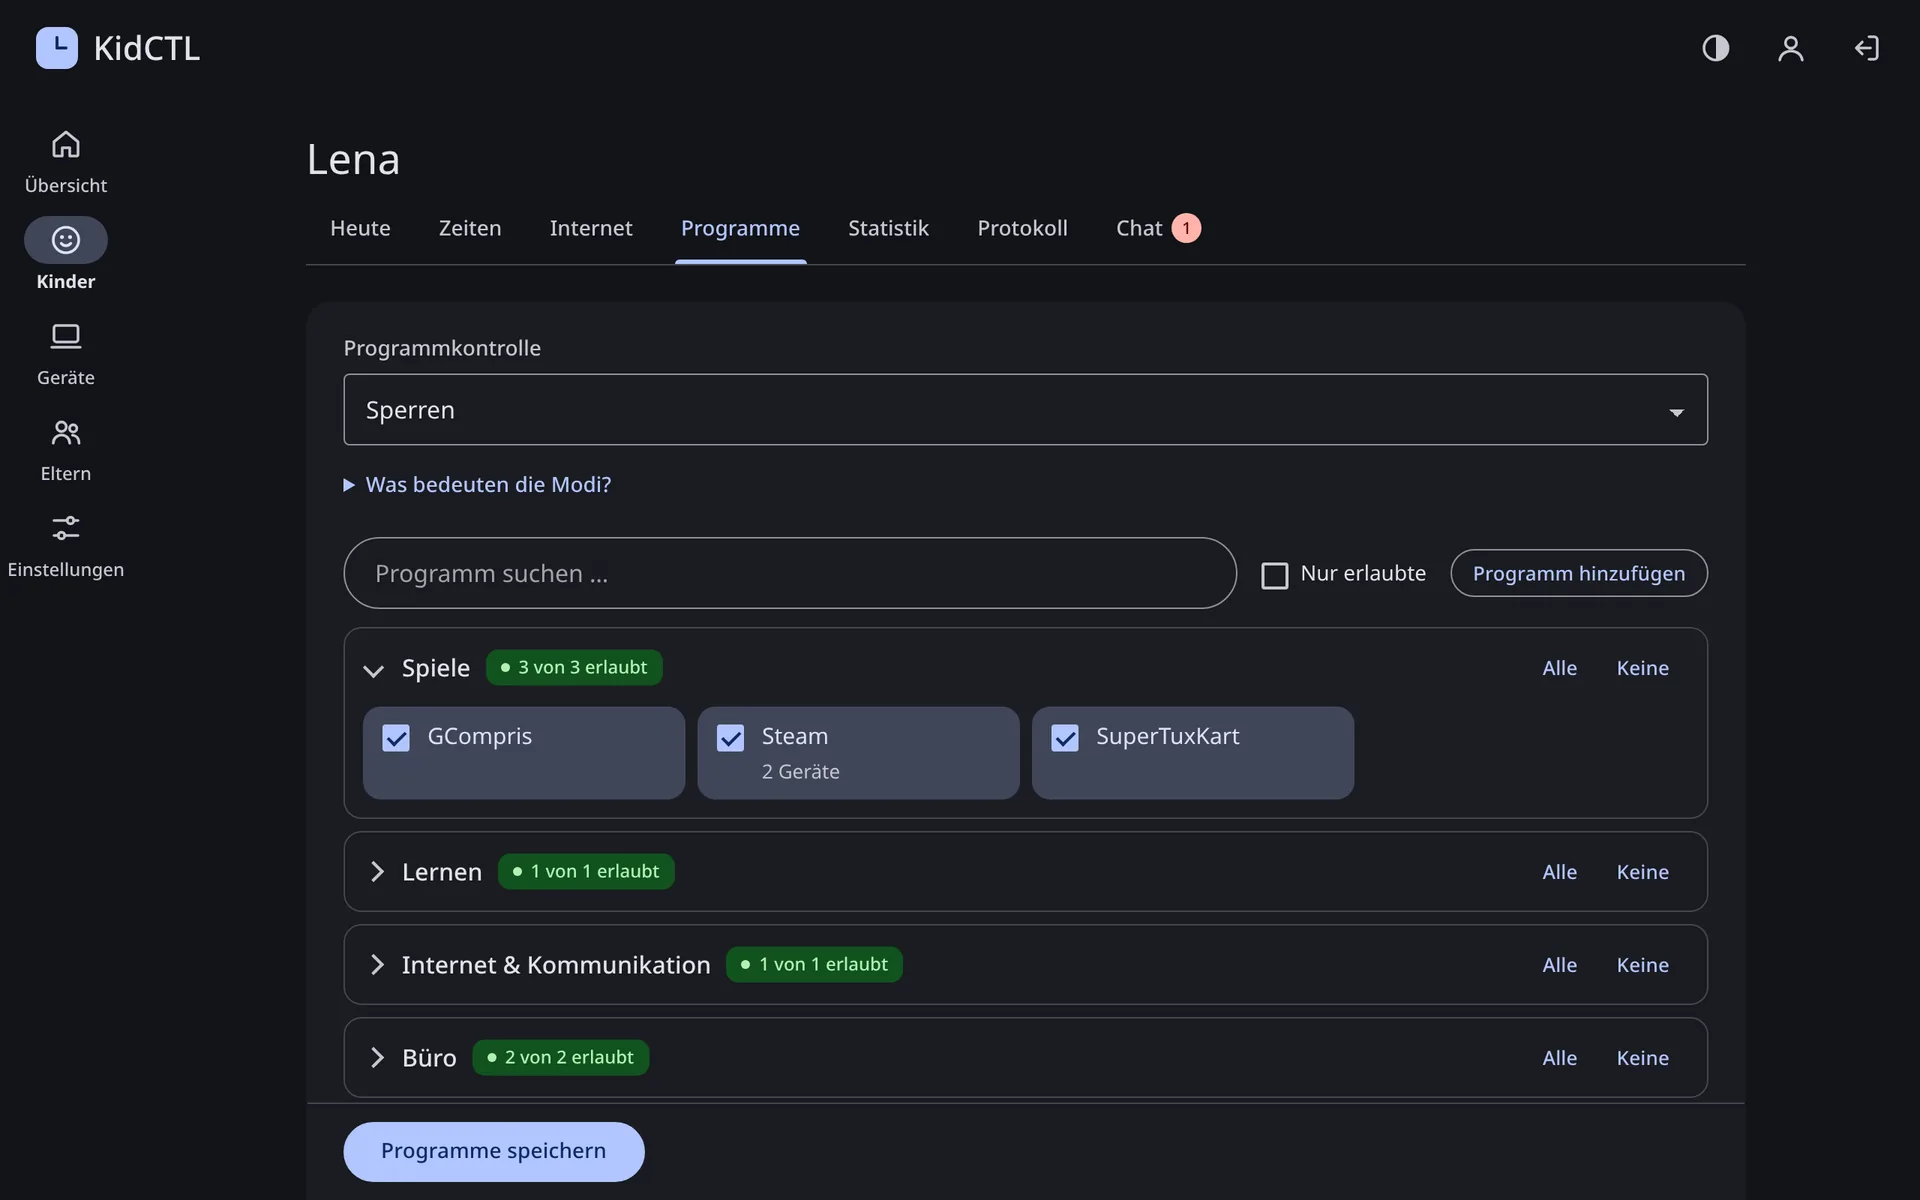 KidCTL
Übersicht
Kinder
Geräte
Eltern
Einstellungen
Lena
Heute Zeiten Internet Programme Statistik Protokoll Chat 1
Programmkontrolle
Sperren
Was bedeuten die Modi?
Programm suchen ... Nur erlaubte Programm hinzufügen
Spiele 3 von 3 erlaubt Alle Keine
GCompris Steam SuperTuxKart
2 Geräte
Lernen 1 von 1 erlaubt Alle Keine
Internet & Kommunikation 1 von 1 erlaubt Alle Keine
Büro 2 von 2 erlaubt Alle Keine
Programme speichern